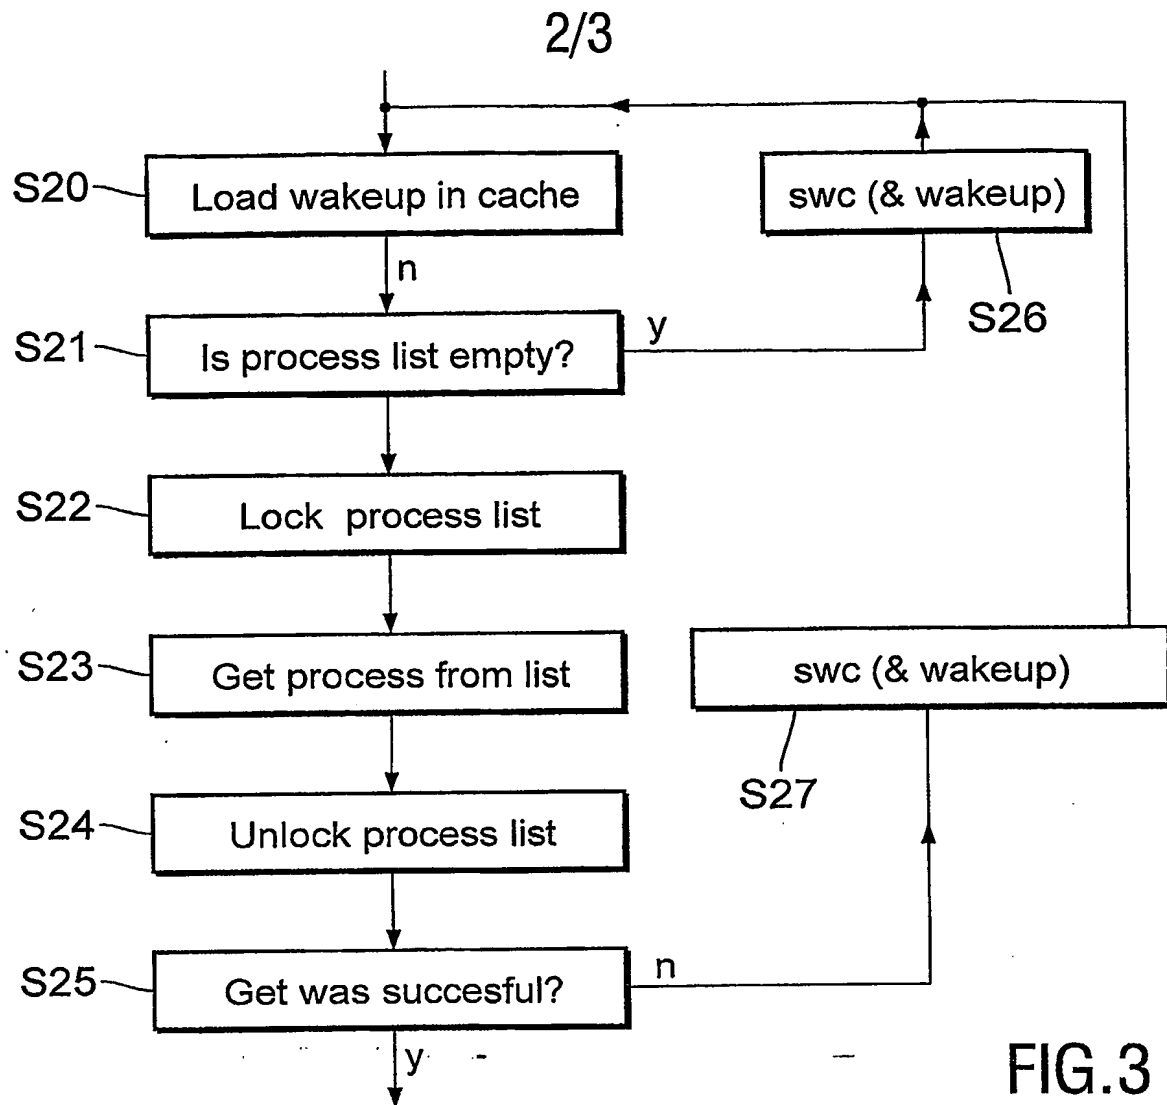 2/3
S20
Load wakeup in cache
swc (& wakeup)
n
S26
S21
Is process list empty?
y
S22
Lock process list
S23
Get process from list
swc (& wakeup)
S27
S24
Unlock process list
S25
Get was succesful?
n
y
FIG.3